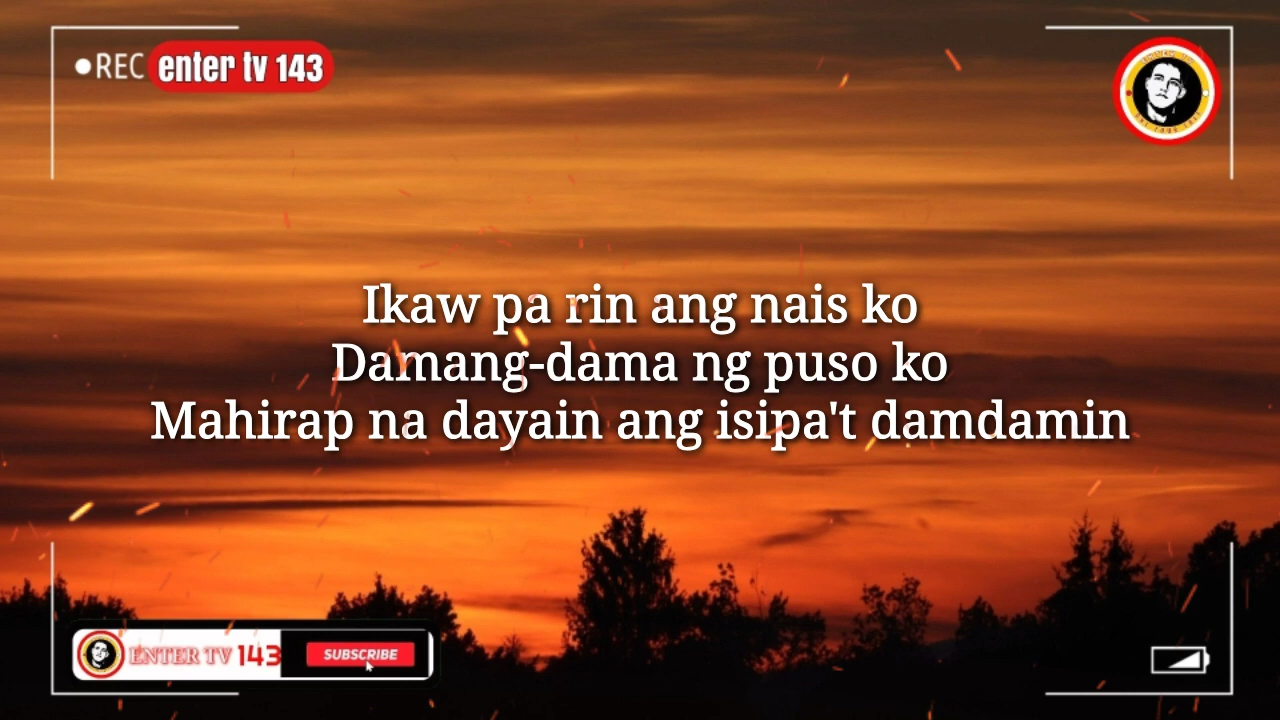 REC enter tv 143
Ikaw pa rin ang nais ko
Damang-dama ng puso ko
Mahirap na dayain ang isipa't damdamin
ENTER TV 143 SUBSCRIBE